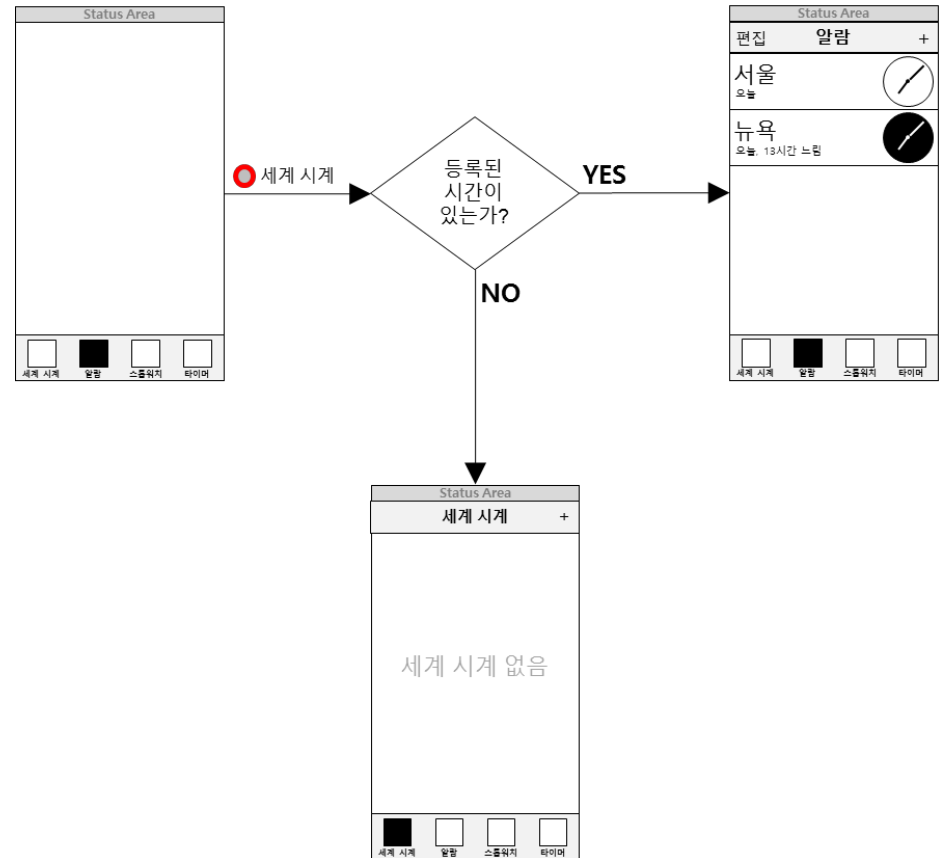 Status Area
세계 시계
알람
스톱워치
타이머
세계 시계
등록된
시간이
있는가?
YES
NO
Status Area
편집 알람 +
서울
오늘
뉴욕
오늘, 13시간 느림
세계 시계
알람
스톱워치
타이머
Status Area
세계 시계 +
세계 시계 없음
세계 시계
알람
스톱워치
타이머